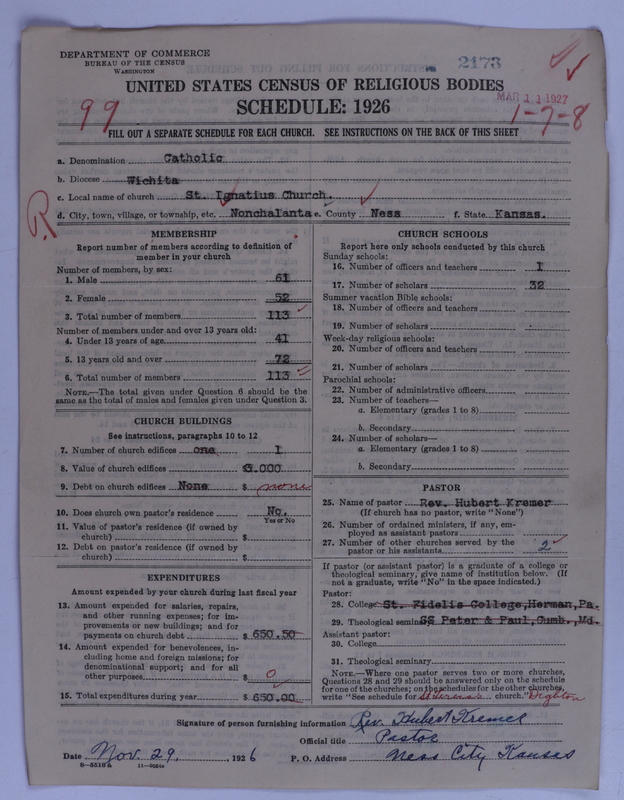 DEPARTMENT OF COMMERCE
BUREAU OF THE CENSUS
WASHINGTON
2173
UNITED STATES CENSUS OF RELIGIOUS BODIES
SCHEDULE: 1926
MAR 11 1927
99
1-7-8
FILL OUT A SEPARATE SCHEDULE FOR EACH CHURCH. SEE INSTRUCTIONS ON THE BACK OF THIS SHEET
a. Denomination Catholic
b. Diocese Wichita
c. Local name of church St. Ignatius Church.
d. City, town, village, or township, etc. Nonchalanta e. County Ness f. State Kansas.
R
MEMBERSHIP
Report number of members according to definition of
member in your church
Number of members, by sex:
1. Male 61
2. Female 52
3. Total number of members 113
Number of members under and over 13 years old:
4. Under 13 years of age 41
5. 13 years old and over 72
6. Total number of members 113
NOTE.—The total given under Question 6 should be the
same as the total of males and females given under Question 3.
CHURCH BUILDINGS
See instructions, paragraphs 10 to 12
7. Number of church edifices one 1
8. Value of church edifices $3.000
9. Debt on church edifices None $ none
10. Does church own pastor's residence No.
Yes or No
11. Value of pastor's residence (if owned by
church) $
12. Debt on pastor's residence (if owned by
church) $
EXPENDITURES
Amount expended by your church during last fiscal year
13. Amount expended for salaries, repairs,
and other running expenses; for im-
provements or new buildings; and for
payments on church debt $ 650.50
14. Amount expended for benevolences, in-
cluding home and foreign missions; for
denominational support; and for all
other purposes $ 0
15. Total expenditures during year $ 650.00
CHURCH SCHOOLS
Report here only schools conducted by this church
Sunday schools:
16. Number of officers and teachers 1
17. Number of scholars 32
Summer vacation Bible schools:
18. Number of officers and teachers
19. Number of scholars
Week-day religious schools:
20. Number of officers and teachers
21. Number of scholars
Parochial schools:
22. Number of administrative officers
23. Number of teachers—
a. Elementary (grades 1 to 8)
b. Secondary
24. Number of scholars—
a. Elementary (grades 1 to 8)
b. Secondary
PASTOR
25. Name of pastor Rev. Hubert Kremer
(If church has no pastor, write "None")
26. Number of ordained ministers, if any, em-
ployed as assistant pastors
27. Number of other churches served by the
pastor or his assistants 2
If pastor (or assistant pastor) is a graduate of a college or
theological seminary, give name of institution below. (If
not a graduate, write "No" in the space indicated.)
Pastor:
28. College St. Fidelis College, Herman, Pa.
29. Theological semin SS Peter & Paul, Cumb., Md.
Assistant pastor:
30. College
31. Theological seminary
NOTE.—Where one pastor serves two or more churches,
Questions 28 and 29 should be answered only on the schedule
for one of the churches; on the schedules for the other churches,
write "See schedule for church." Dighton
Signature of person furnishing information Rev. Hubert Kremer
Official title Pastor
Date Nov. 29, 1926 P. O. Address Ness City Kansas